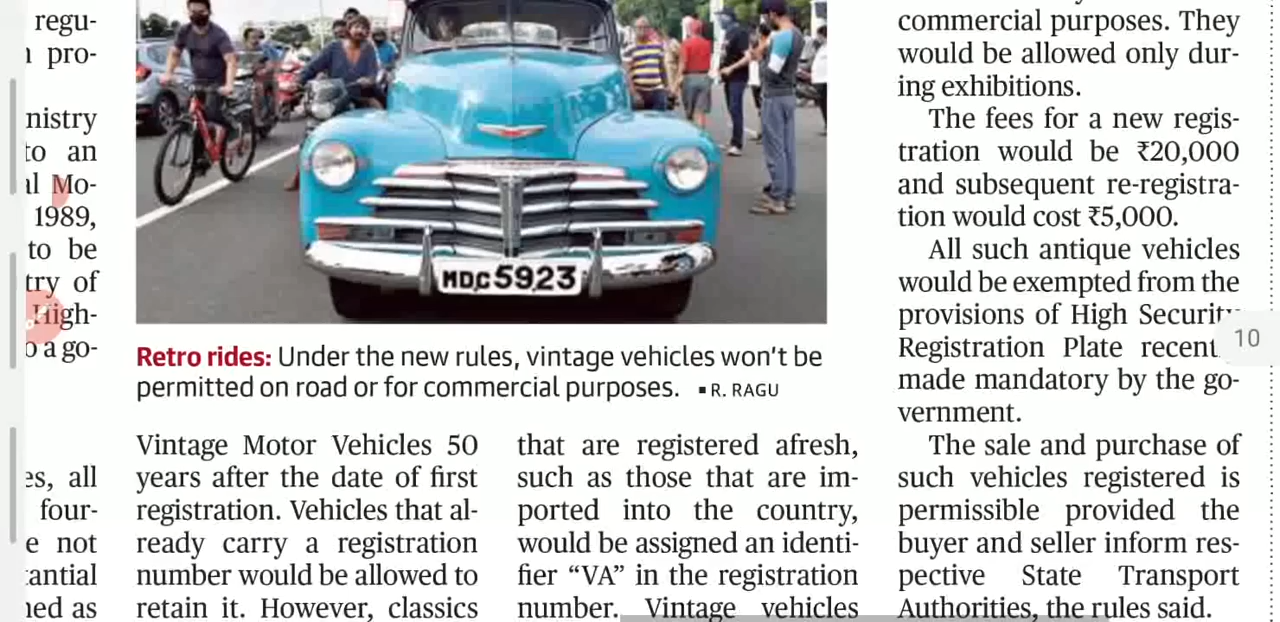 regu-
pro-
nistry
to an
al Mo-
1989,
to be
try of
High-
o a go-
es, all
four-
e not
tantial
ned as
MDC 5923
Retro rides: Under the new rules, vintage vehicles won't be
permitted on road or for commercial purposes. ▪ R. RAGU
Vintage Motor Vehicles 50
years after the date of first
registration. Vehicles that al-
ready carry a registration
number would be allowed to
retain it. However, classics
that are registered afresh,
such as those that are im-
ported into the country,
would be assigned an identi-
fier “VA” in the registration
number. Vintage vehicles
commercial purposes. They
would be allowed only dur-
ing exhibitions.
The fees for a new regis-
tration would be ₹20,000
and subsequent re-registra-
tion would cost ₹5,000.
All such antique vehicles
would be exempted from the
provisions of High Security
Registration Plate recent
made mandatory by the go-
vernment.
The sale and purchase of
such vehicles registered is
permissible provided the
buyer and seller inform res-
pective State Transport
Authorities, the rules said.
10